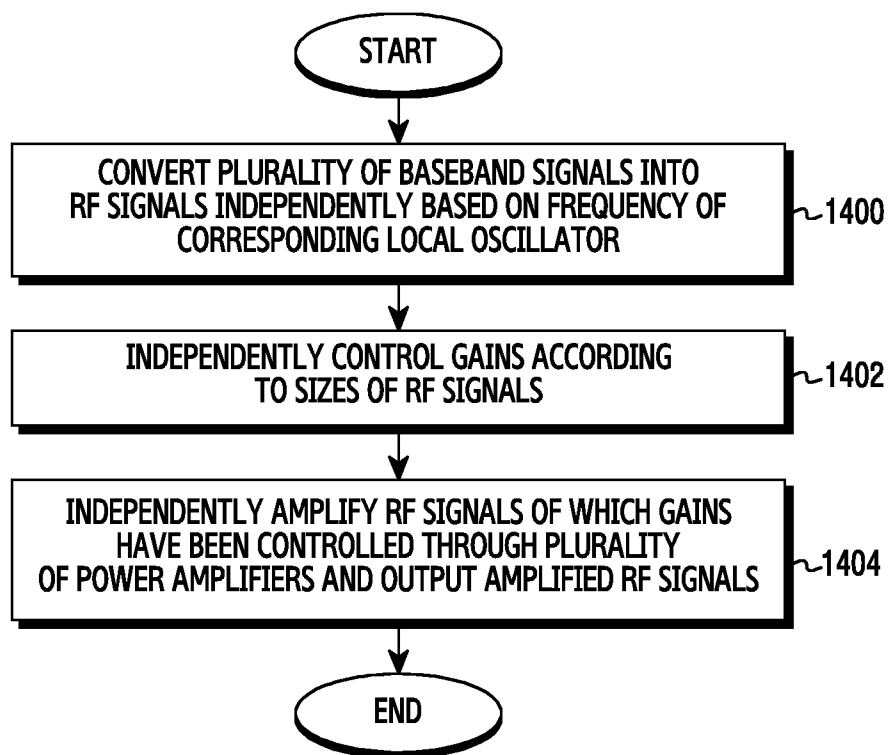 START
CONVERT PLURALITY OF BASEBAND SIGNALS INTO
RF SIGNALS INDEPENDENTLY BASED ON FREQUENCY OF
CORRESPONDING LOCAL OSCILLATOR
1400
INDEPENDENTLY CONTROL GAINS ACCORDING
TO SIZES OF RF SIGNALS
1402
INDEPENDENTLY AMPLIFY RF SIGNALS OF WHICH GAINS
HAVE BEEN CONTROLLED THROUGH PLURALITY
OF POWER AMPLIFIERS AND OUTPUT AMPLIFIED RF SIGNALS
1404
END